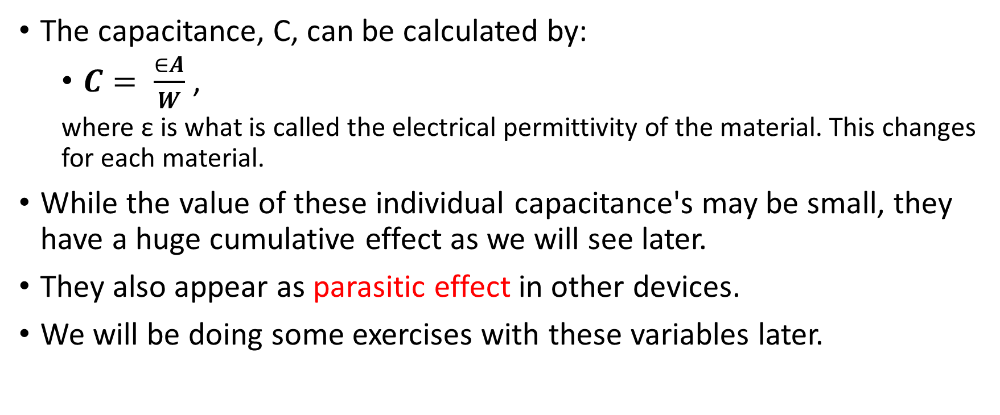 • The capacitance, C, can be calculated by:
• C = ∈A/W ,
where ε is what is called the electrical permittivity of the material. This changes
for each material.
• While the value of these individual capacitance's may be small, they
have a huge cumulative effect as we will see later.
• They also appear as parasitic effect in other devices.
• We will be doing some exercises with these variables later.